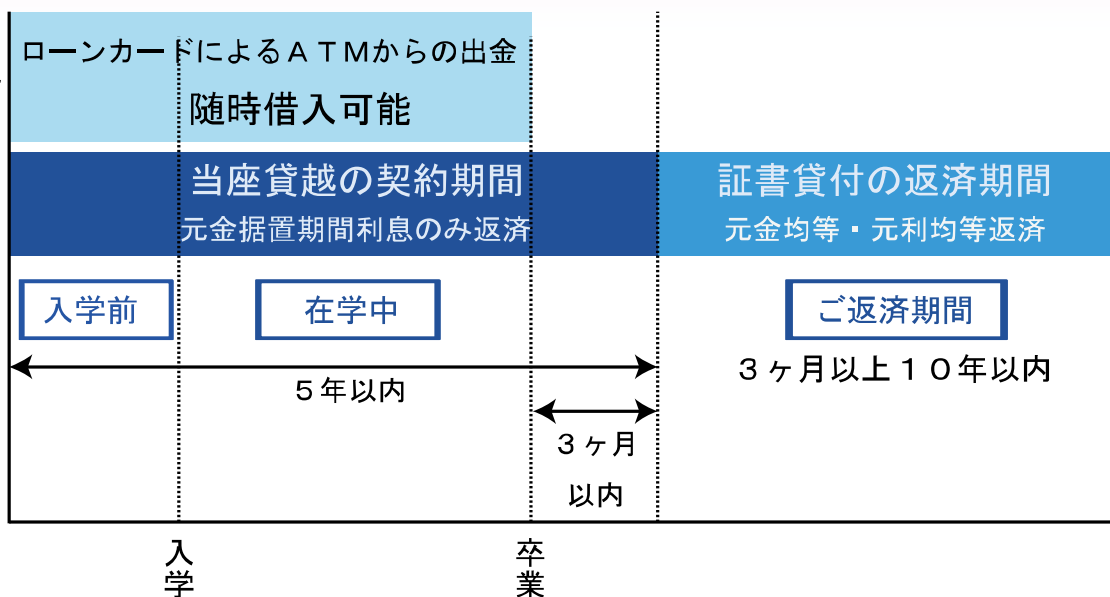 ローンカードによるＡＴＭからの出金
随時借入可能
当座貸越の契約期間
元金据置期間利息のみ返済
証書貸付の返済期間
元金均等・元利均等返済
入学前
在学中
ご返済期間
５年以内
３ヶ月以上１０年以内
３ヶ月
以内
入学
卒業